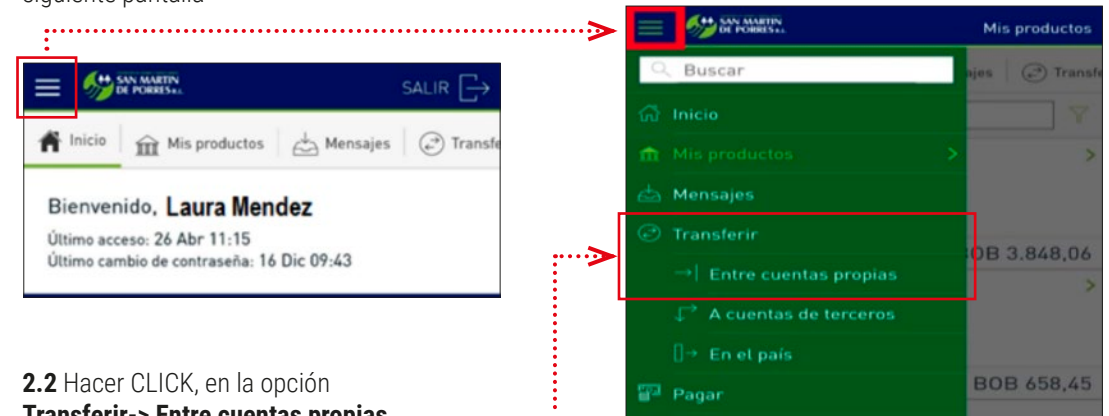 siguiente pantalla
SAN MARTIN
DE PORRES R.L.
SALIR
Inicio
Mis productos
Mensajes
Transfe
Bienvenido, Laura Mendez
Último acceso: 26 Abr 11:15
Último cambio de contraseña: 16 Dic 09:43
2.2 Hacer CLICK, en la opción
Transferir-> Entre cuentas propias
SAN MARTIN
DE PORRES R.L.
Mis productos
Buscar
ajes
Transfe
Inicio
Mis productos
Mensajes
Transferir
OB 3.848,06
Entre cuentas propias
A cuentas de terceros
En el país
BOB 658,45
Pagar